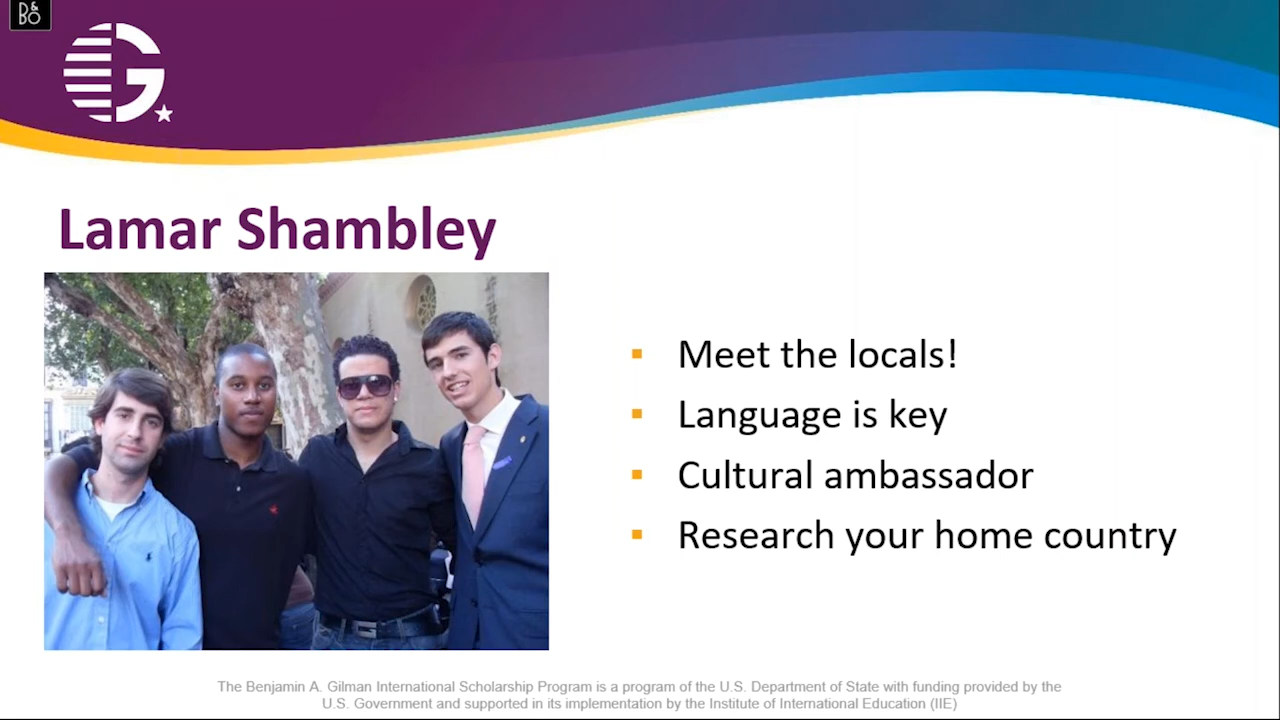 B&O
G
Lamar Shambley
Meet the locals!
Language is key
Cultural ambassador
Research your home country
The Benjamin A. Gilman International Scholarship Program is a program of the U.S. Department of State with funding provided by the
U.S. Government and supported in its implementation by the Institute of International Education (IIE)